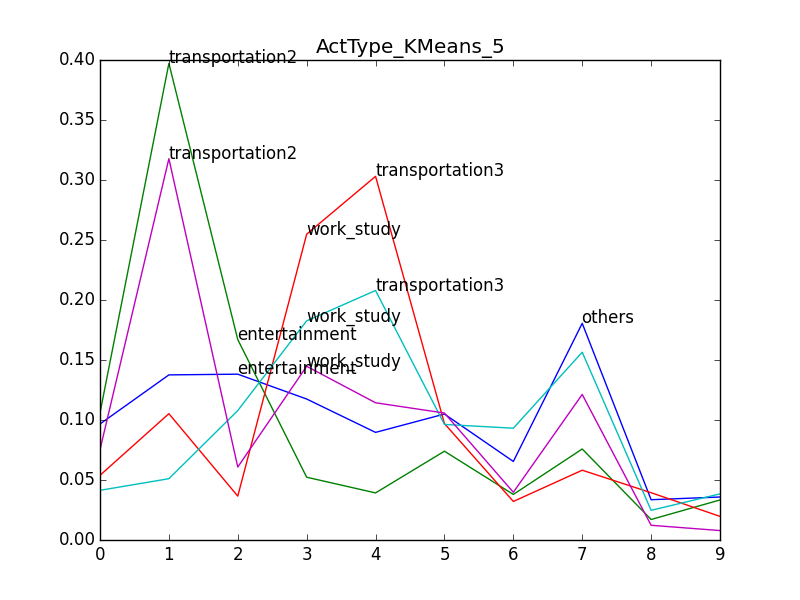 ActType_KMeans_5
0.40
transportation2
0.35
transportation2
0.30
transportation3
0.25
work_study
transportation3
0.20
work_study
others
entertainment
0.15
work_study
entertainment
0.10
0.05
0.00
0 1 2 3 4 5 6 7 8 9